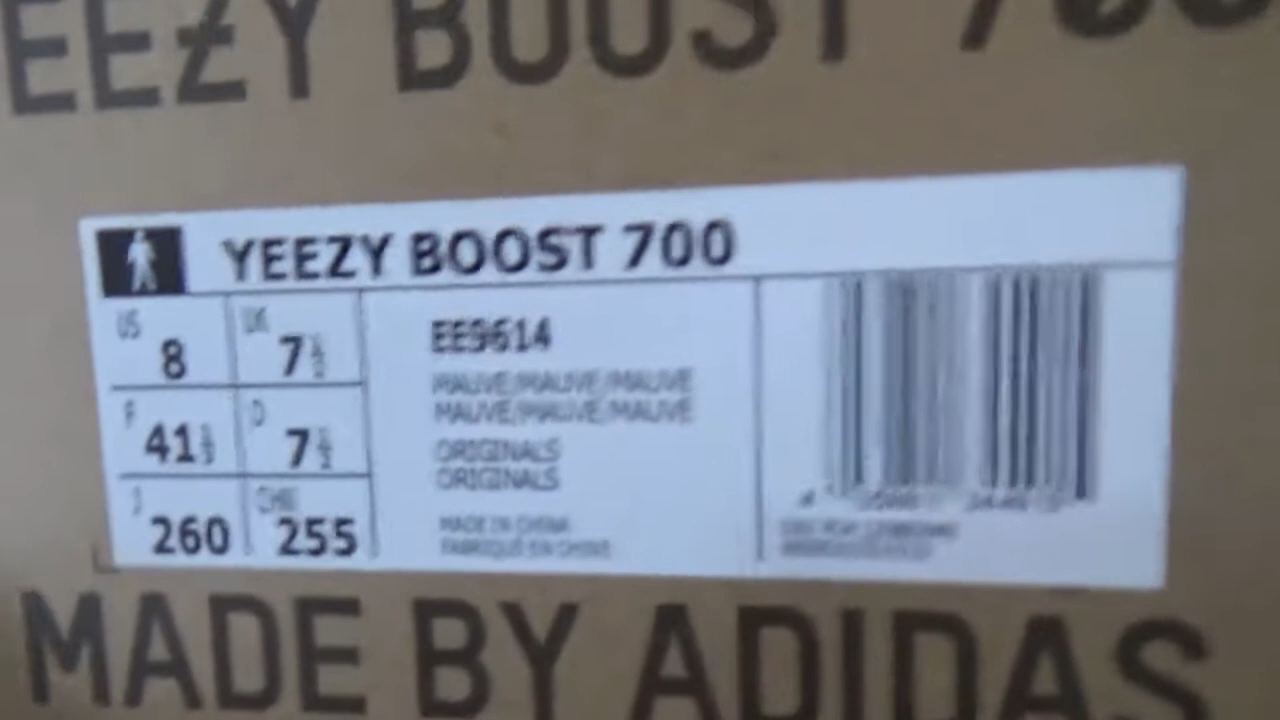 EEZY BOOST 700
YEEZY BOOST 700
US 8 UK 7½
EE9614
MAUVE/MAUVE/MAUVE
MAUVE/MAUVE/MAUVE
F 41⅓ D 7½
ORIGINALS
ORIGINALS
J 260 CHN 255
MADE IN CHINA
FABRIQUÉ EN CHINE
MADE BY ADIDAS